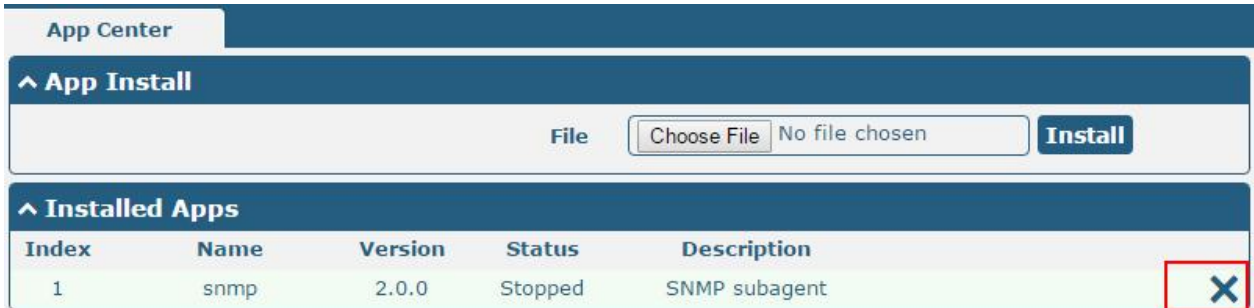 App Center
App Install
File Choose File No file chosen Install
Installed Apps
Index Name Version Status Description
1 snmp 2.0.0 Stopped SNMP subagent